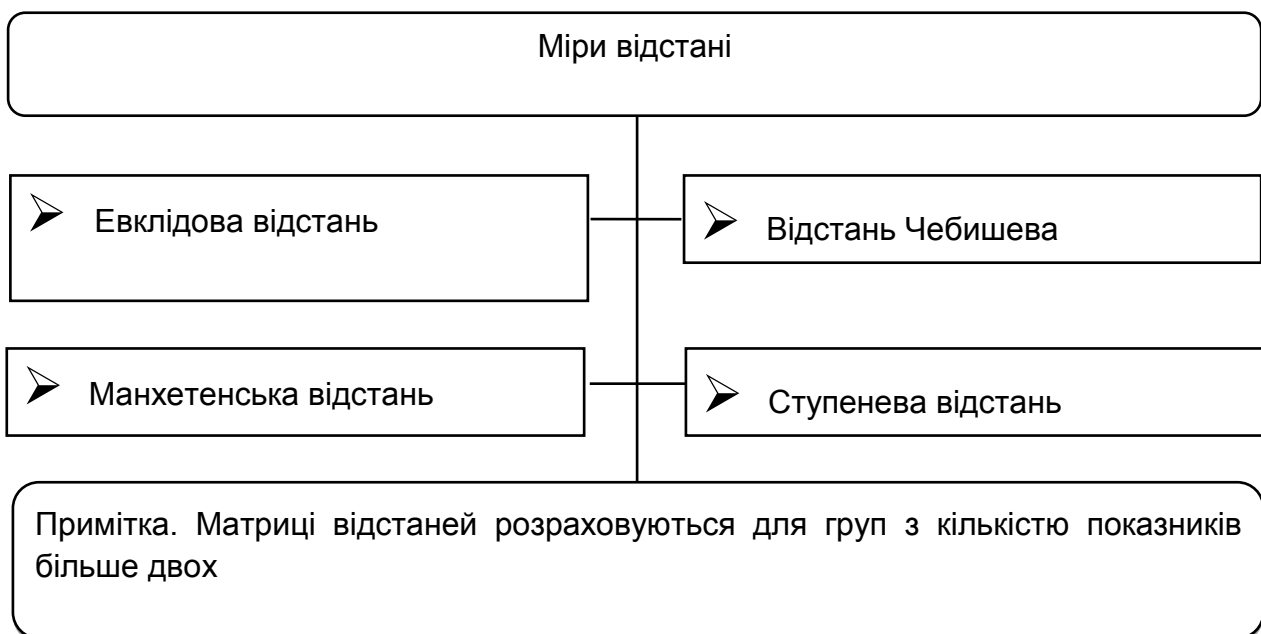 Міри відстані
Евклідова відстань
Відстань Чебишева
Манхетенська відстань
Ступенева відстань
Примітка. Матриці відстаней розраховуються для груп з кількістю показників
більше двох